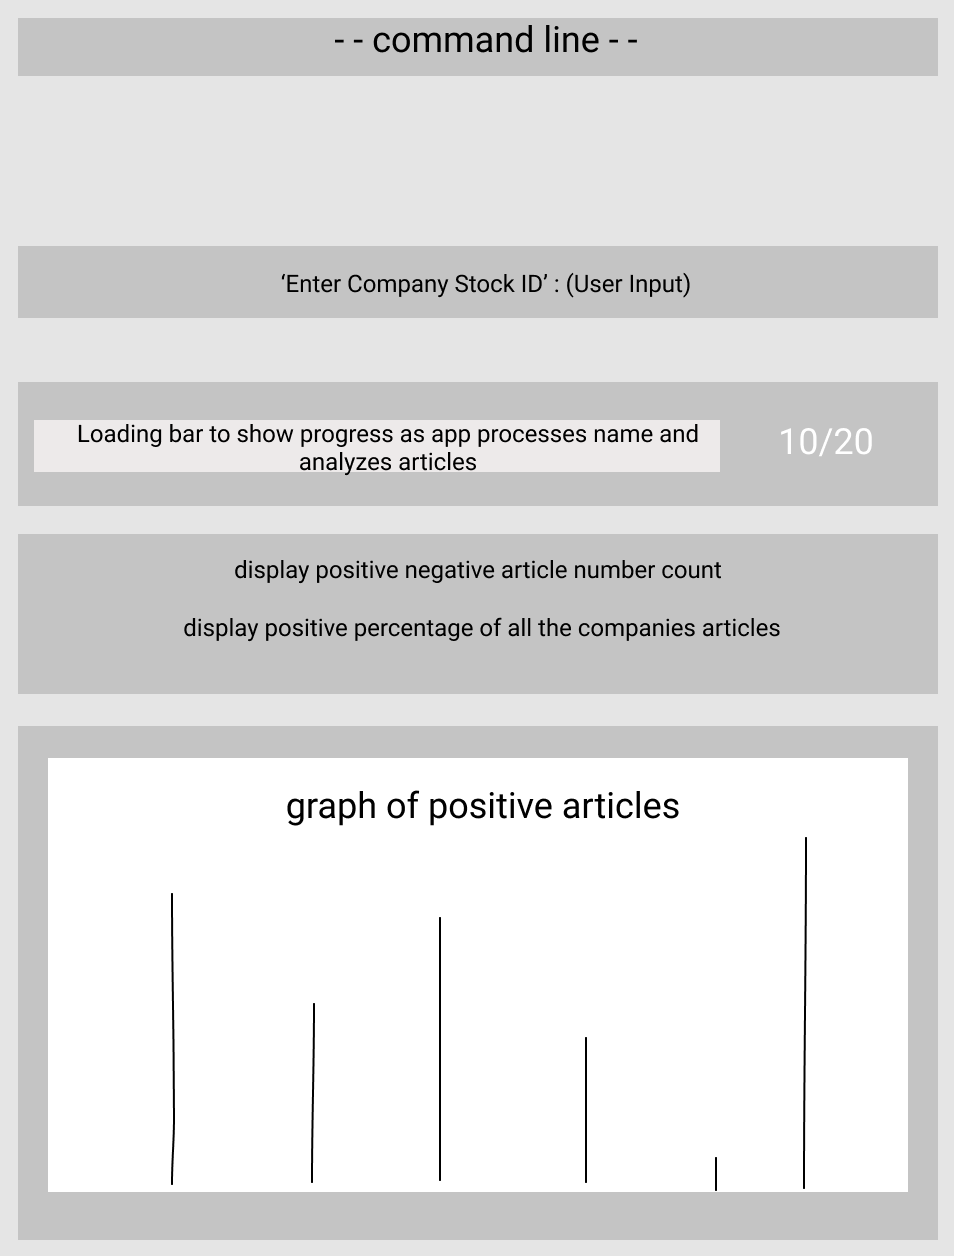 - - command line - -
‘Enter Company Stock ID’ : (User Input)
Loading bar to show progress as app processes name and
analyzes articles
10/20
display positive negative article number count
display positive percentage of all the companies articles
graph of positive articles